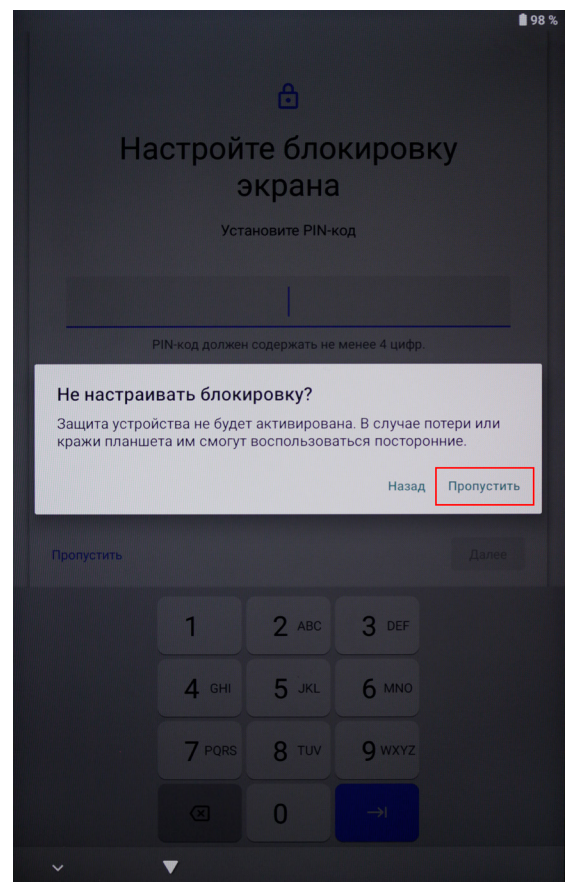 98 %
Настройте блокировку
экрана
Установите PIN-код
PIN-код должен содержать не менее 4 цифр.
Не настраивать блокировку?
Защита устройства не будет активирована. В случае потери или
кражи планшета им смогут воспользоваться посторонние.
Назад Пропустить
Пропустить Далее
1 2 ABC 3 DEF
4 GHI 5 JKL 6 MNO
7 PQRS 8 TUV 9 WXYZ
0